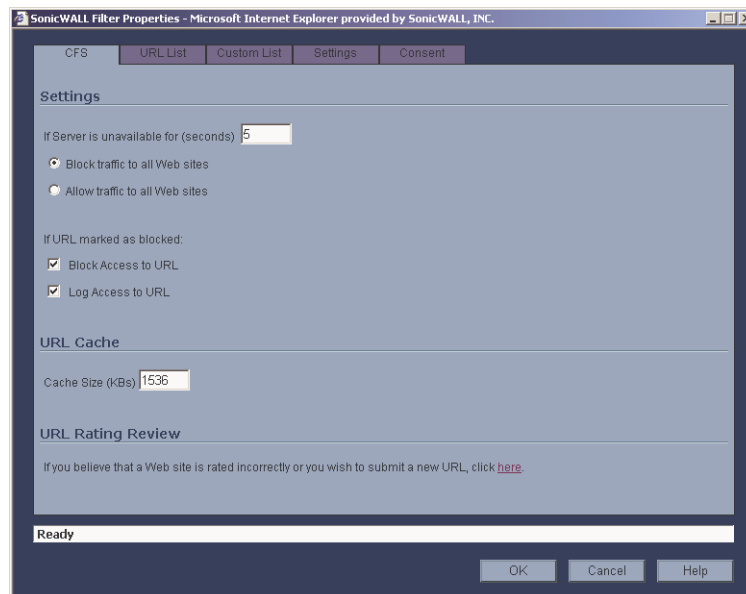 SonicWALL Filter Properties - Microsoft Internet Explorer provided by SonicWALL, INC.
CFS URL List Custom List Settings Consent
Settings
If Server is unavailable for (seconds) 5
Block traffic to all Web sites
Allow traffic to all Web sites
If URL marked as blocked:
Block Access to URL
Log Access to URL
URL Cache
Cache Size (KBs) 1536
URL Rating Review
If you believe that a Web site is rated incorrectly or you wish to submit a new URL, click here.
Ready
OK Cancel Help